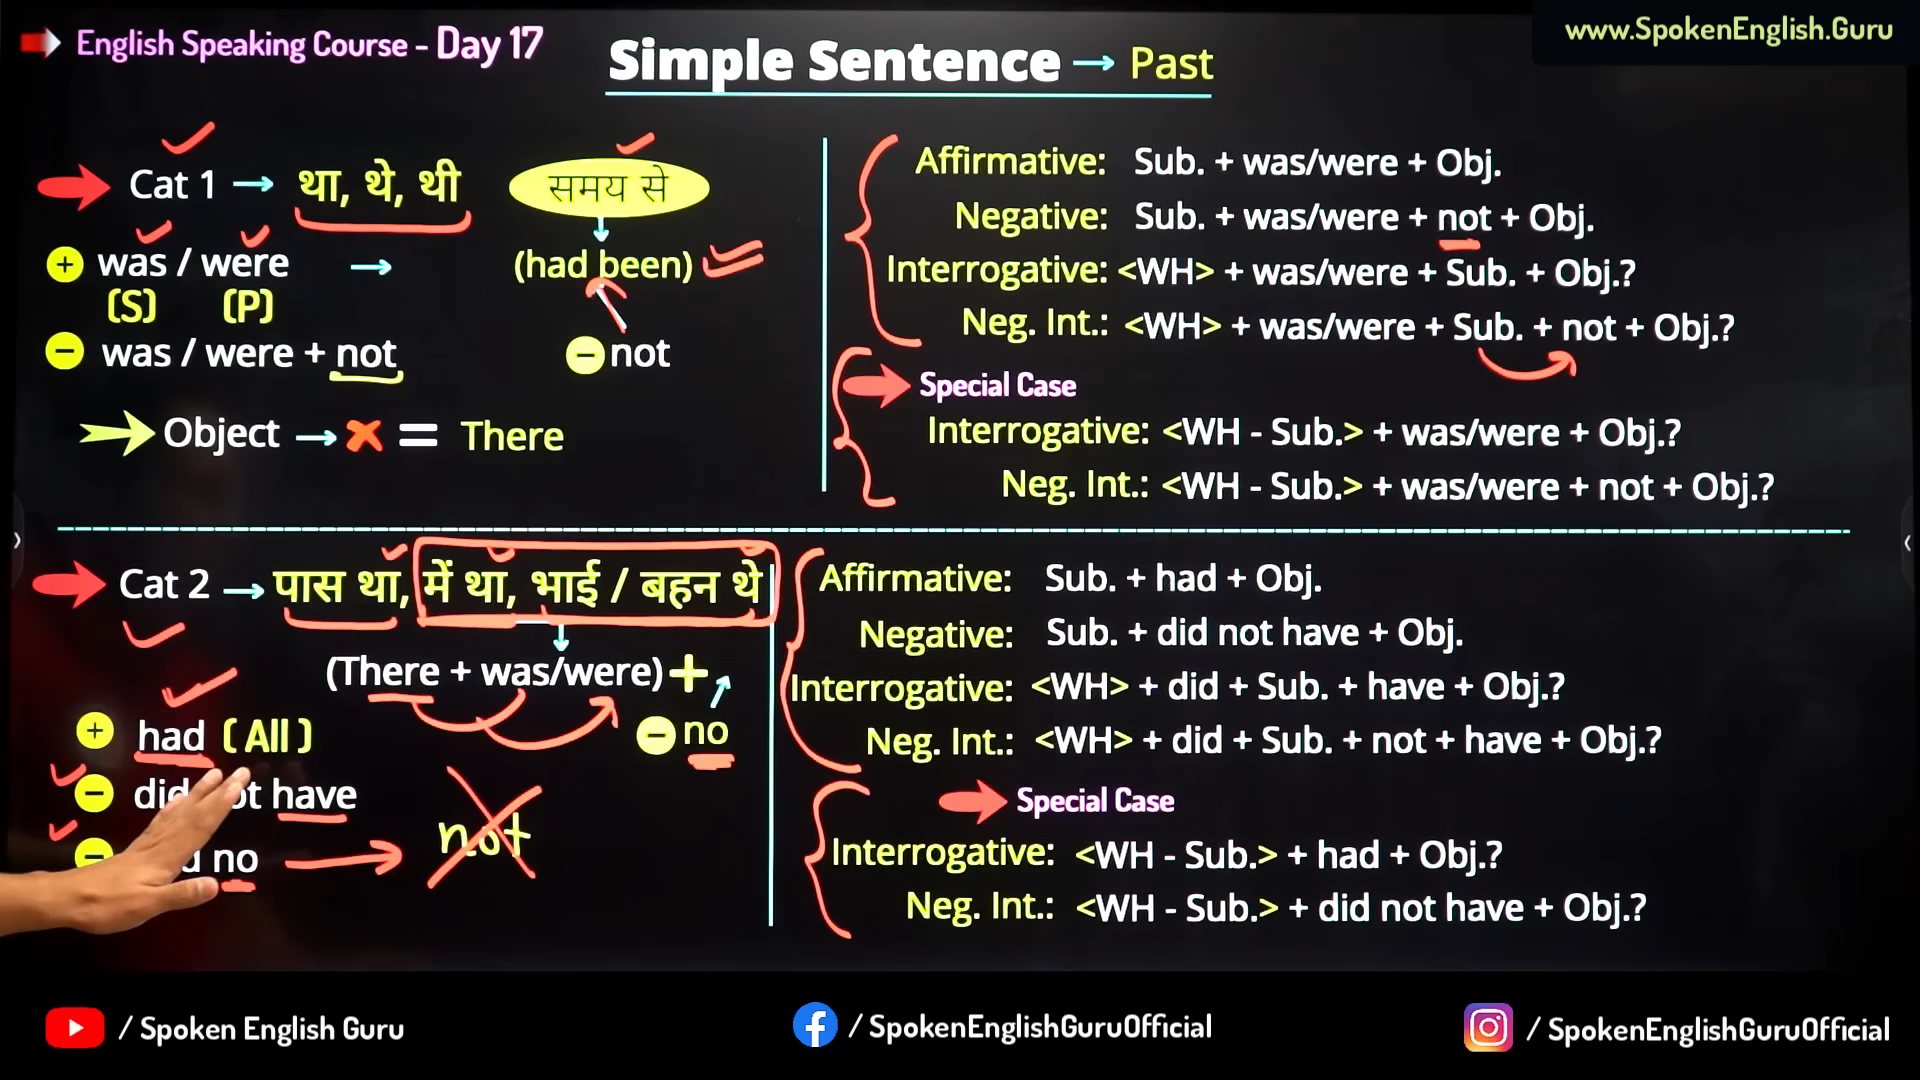 English Speaking Course - Day 17
Simple Sentence → Past
www.SpokenEnglish.Guru
Cat 1 → था, थे, थी
समय से
+ was / were →
(had been)
(S) (P)
− was / were + not
− not
Object → × = There
Affirmative: Sub. + was/were + Obj.
Negative: Sub. + was/were + not + Obj.
Interrogative: <WH> + was/were + Sub. + Obj.?
Neg. Int.: <WH> + was/were + Sub. + not + Obj.?
Special Case
Interrogative: <WH - Sub.> + was/were + Obj.?
Neg. Int.: <WH - Sub.> + was/were + not + Obj.?
Cat 2 → पास था, में था, भाई / बहन थे
(There + was/were) +
− no
+ had (All)
− have
− no → not
Affirmative: Sub. + had + Obj.
Negative: Sub. + did not have + Obj.
Interrogative: <WH> + did + Sub. + have + Obj.?
Neg. Int.: <WH> + did + Sub. + not + have + Obj.?
Special Case
Interrogative: <WH - Sub.> + had + Obj.?
Neg. Int.: <WH - Sub.> + did not have + Obj.?
/ Spoken English Guru
/ SpokenEnglishGuruOfficial
/ SpokenEnglishGuruOfficial